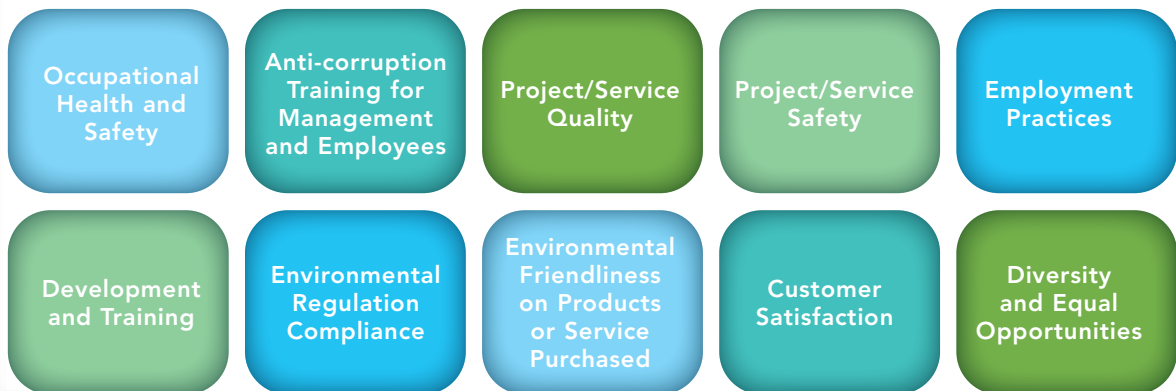 Occupational
Health and
Safety
Anti-corruption
Training for
Management
and Employees
Project/Service
Quality
Project/Service
Safety
Employment
Practices
Development
and Training
Environmental
Regulation
Compliance
Environmental
Friendliness
on Products
or Service
Purchased
Customer
Satisfaction
Diversity
and Equal
Opportunities